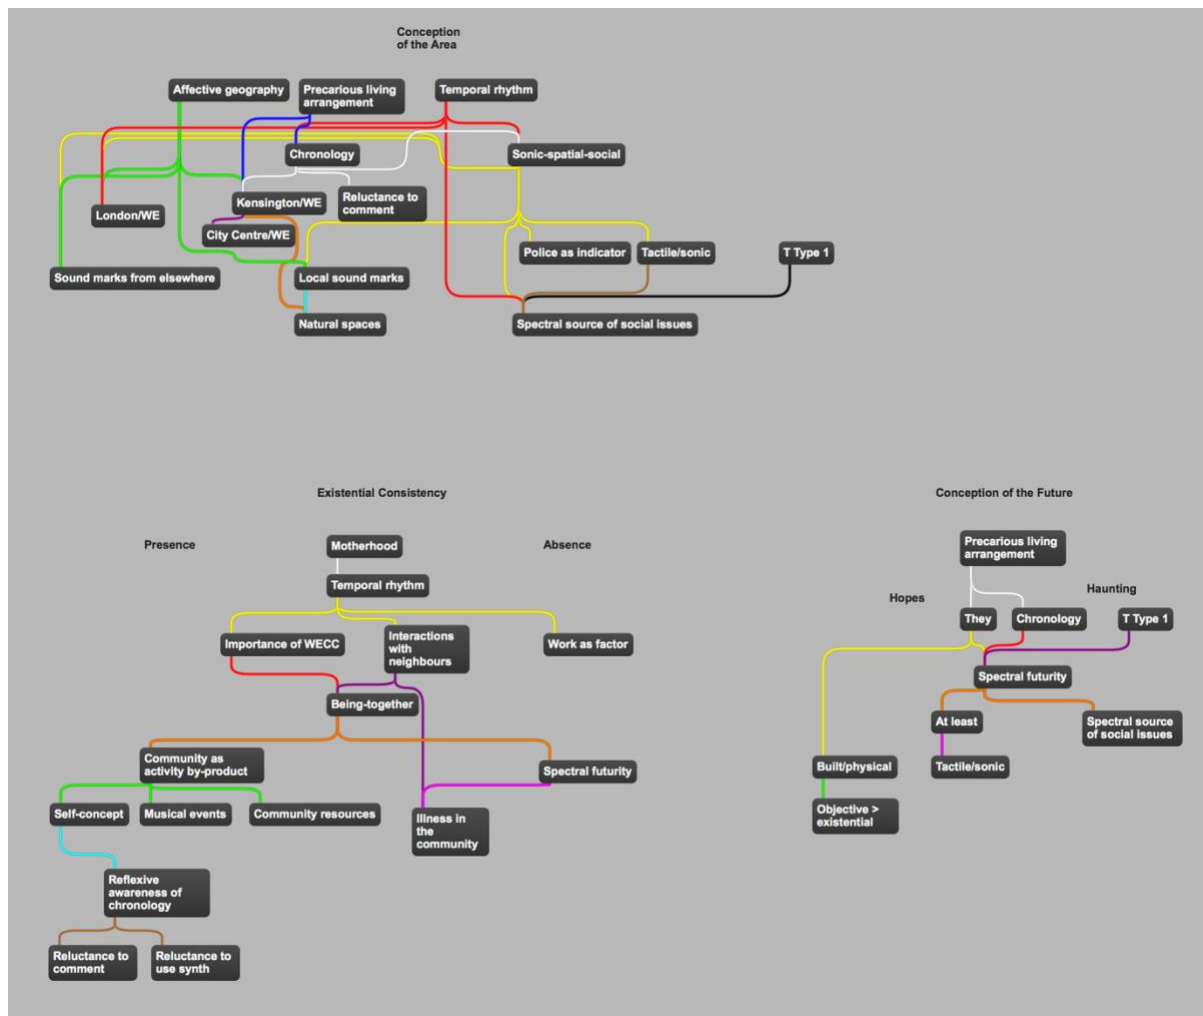 Conception
of the Area
Affective geography
Precarious living
arrangement
Temporal rhythm
Chronology
Sonic-spatial-social
Kensington/WE
Reluctance to
comment
London/WE
City Centre/WE
Police as indicator
Tactile/sonic
T Type 1
Sound marks from elsewhere
Local sound marks
Natural spaces
Spectral source of social issues
Existential Consistency
Presence
Motherhood
Absence
Temporal rhythm
Importance of WECC
Interactions
with
neighbours
Work as factor
Being-together
Community as
activity by-product
Spectral futurity
Self-concept
Musical events
Community resources
Illness in
the
community
Reflexive
awareness of
chronology
Reluctance to
comment
Reluctance to
use synth
Conception of the Future
Precarious living
arrangement
Hopes
Haunting
They
Chronology
T Type 1
Spectral futurity
At least
Spectral source
of social issues
Built/physical
Tactile/sonic
Objective >
existential